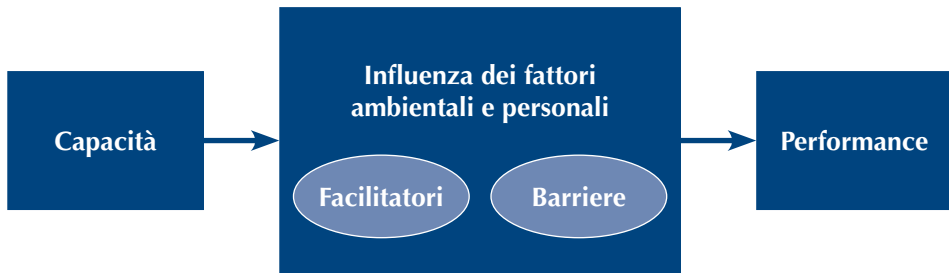 Capacità
Influenza dei fattori
ambientali e personali
Facilitatori
Barriere
Performance